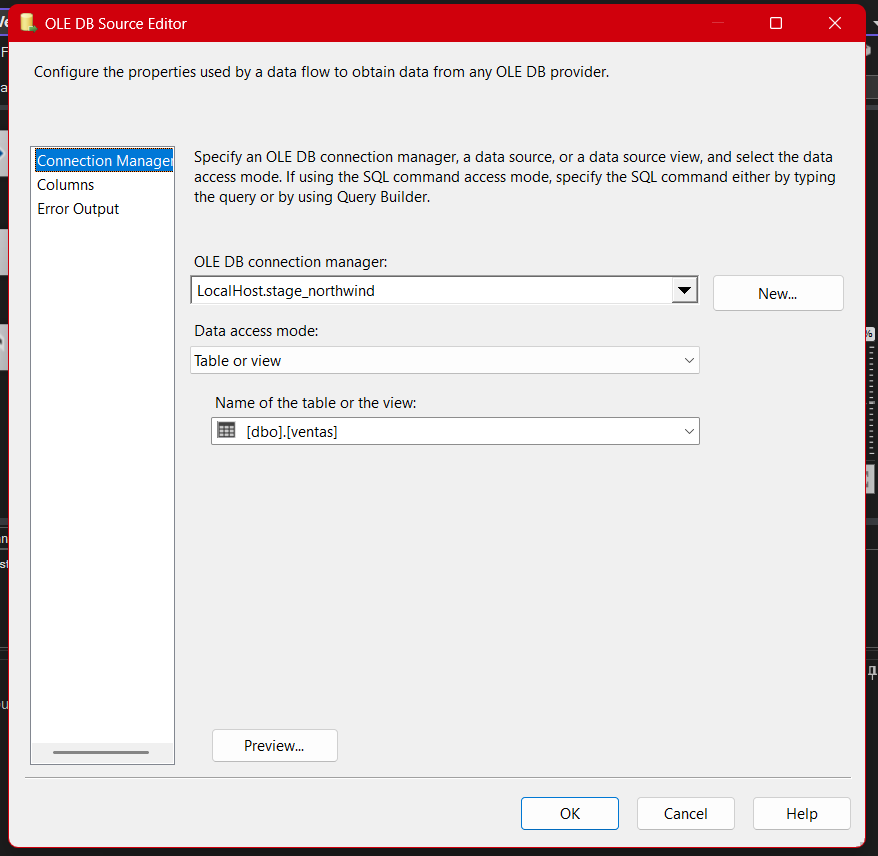 OLE DB Source Editor
Configure the properties used by a data flow to obtain data from any OLE DB provider.
Connection Manager
Columns
Error Output
Specify an OLE DB connection manager, a data source, or a data source view, and select the data
access mode. If using the SQL command access mode, specify the SQL command either by typing
the query or by using Query Builder.
OLE DB connection manager:
LocalHost.stage_northwind
New...
Data access mode:
Table or view
Name of the table or the view:
[dbo].[ventas]
Preview...
OK
Cancel
Help